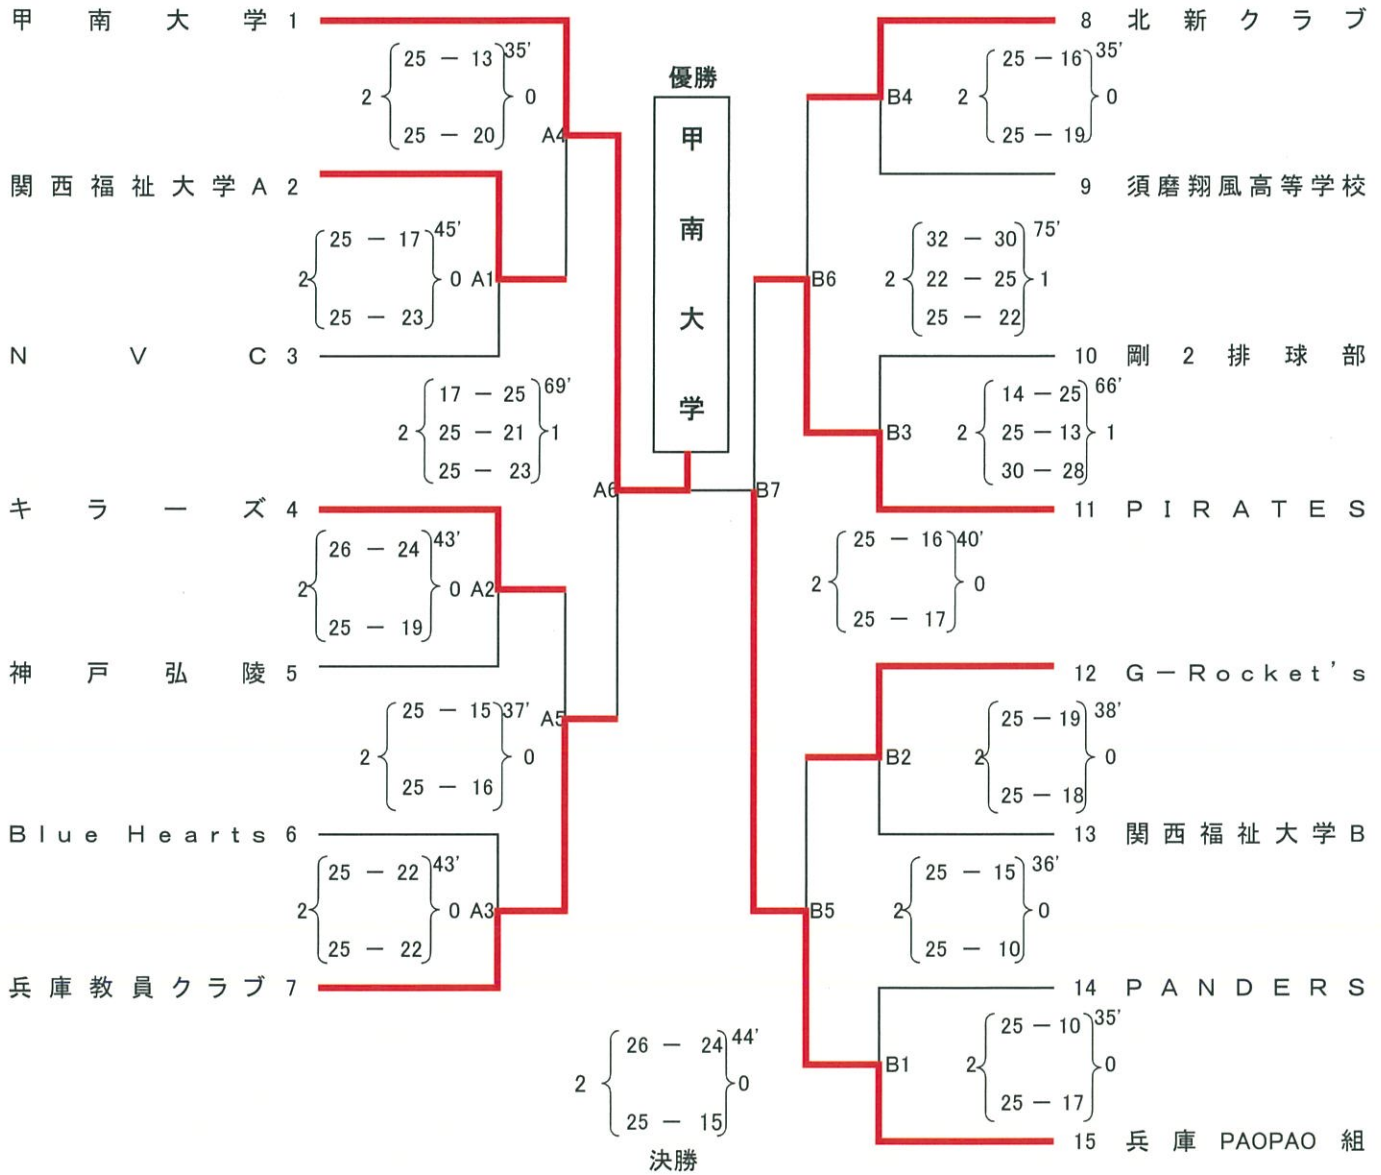 甲南大学 1
25 － 13 35'
2 0
25 － 20
A4
関西福祉大学A 2
25 － 17 45'
2 0 A1
25 － 23
NVC 3
17 － 25 69'
2 25 － 21 1
25 － 23
A6
キラーズ 4
26 － 24 43'
2 0 A2
25 － 19
神戸弘陵 5
25 － 15 37'
A5
2 0
25 － 16
Blue Hearts 6
25 － 22 43'
2 0 A3
25 － 22
兵庫教員クラブ 7
優勝
甲南大学
26 － 24 44'
2 0
25 － 15
決勝
8 北新クラブ
25 － 16 35'
B4 2 0
25 － 19
9 須磨翔風高等学校
32 － 30 75'
B6 2 22 － 25 1
25 － 22
10 剛2排球部
14 － 25 66'
B3 2 25 － 13 1
30 － 28
B7
11 PIRATES
25 － 16 40'
2 0
25 － 17
12 G－Rocket's
25 － 19 38'
B2 2 0
25 － 18
13 関西福祉大学B
25 － 15 36'
B5 2 0
25 － 10
14 PANDERS
25 － 10 35'
B1 2 0
25 － 17
15 兵庫 PAOPAO 組